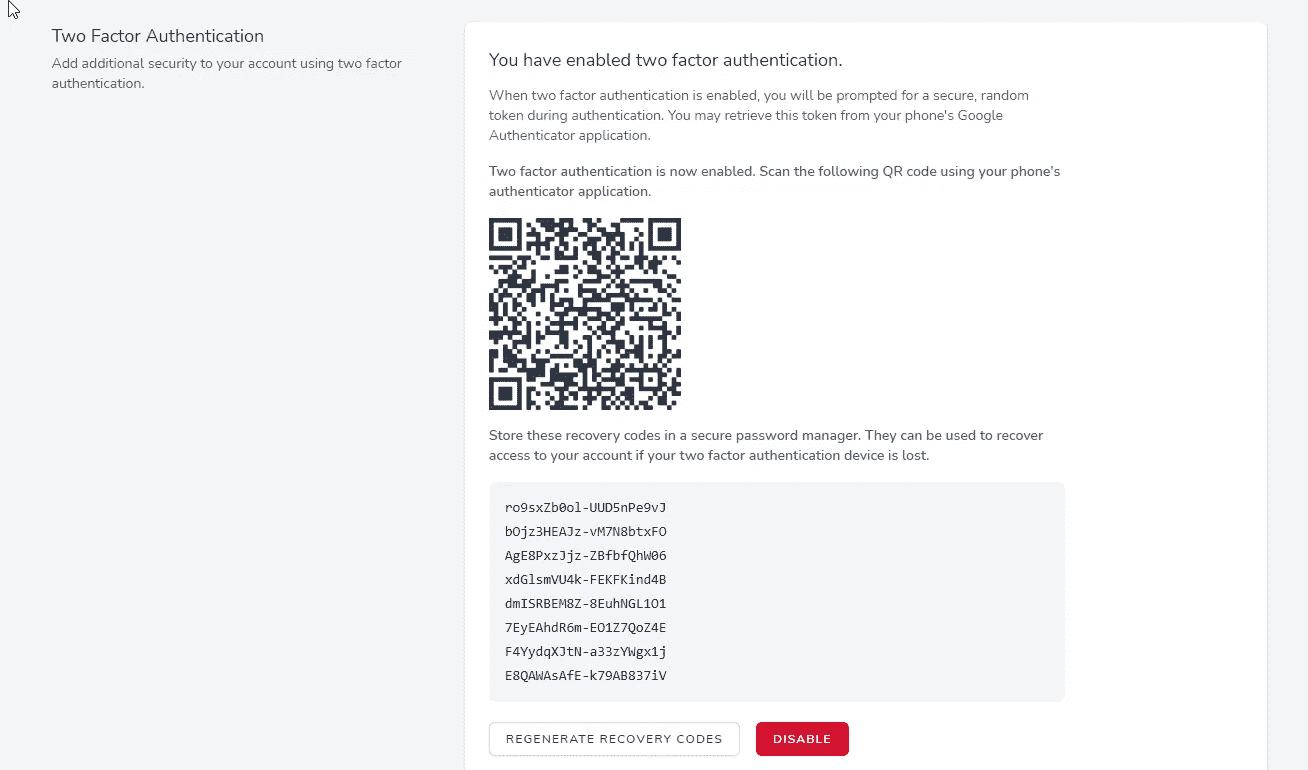 Two Factor Authentication
Add additional security to your account using two factor
authentication.
You have enabled two factor authentication.
When two factor authentication is enabled, you will be prompted for a secure, random
token during authentication. You may retrieve this token from your phone's Google
Authenticator application.
Two factor authentication is now enabled. Scan the following QR code using your phone's
authenticator application.
Store these recovery codes in a secure password manager. They can be used to recover
access to your account if your two factor authentication device is lost.
ro9sxZb0ol-UUD5nPe9vJ
bOjz3HEAJz-vM7N8btxFO
AgE8PxzJjz-ZBfbfQhW06
xdGlsmVU4k-FEKFKind4B
dmISRBEM8Z-8EuhNGL1O1
7EyEAhdR6m-EO1Z7QoZ4E
F4YydqXJtN-a33zYWgx1j
E8QAWAsAfE-k79AB837iV
REGENERATE RECOVERY CODES
DISABLE